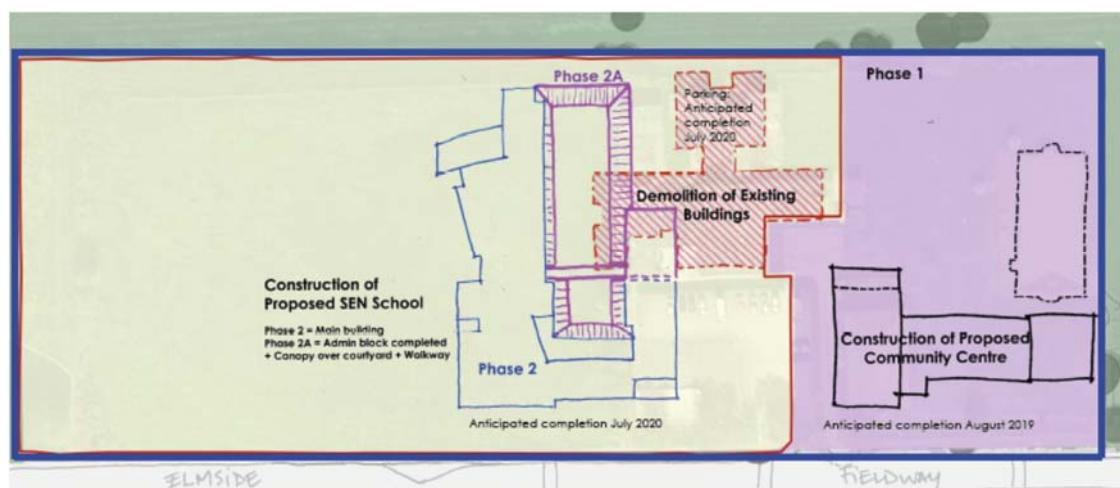 Phase 2A
Phase 1
Parking:
Anticipated
completion
July 2020
Demolition of Existing
Buildings
Construction of
Proposed SEN School
Phase 2 = Main building
Phase 2A = Admin block completed
+ Canopy over courtyard + Walkway
Phase 2
Construction of Proposed
Community Centre
Anticipated completion July 2020
Anticipated completion August 2019
ELMSIDE
FIELDWAY